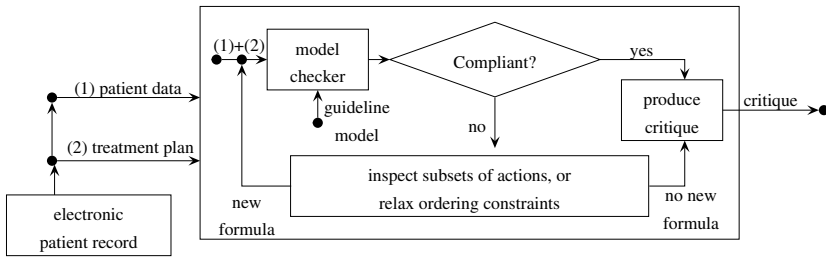 (1)+(2)
model
checker
Compliant?
yes
(1) patient data
guideline
model
produce
critique
critique
no
(2) treatment plan
inspect subsets of actions, or
relax ordering constraints
new
formula
no new
formula
electronic
patient record